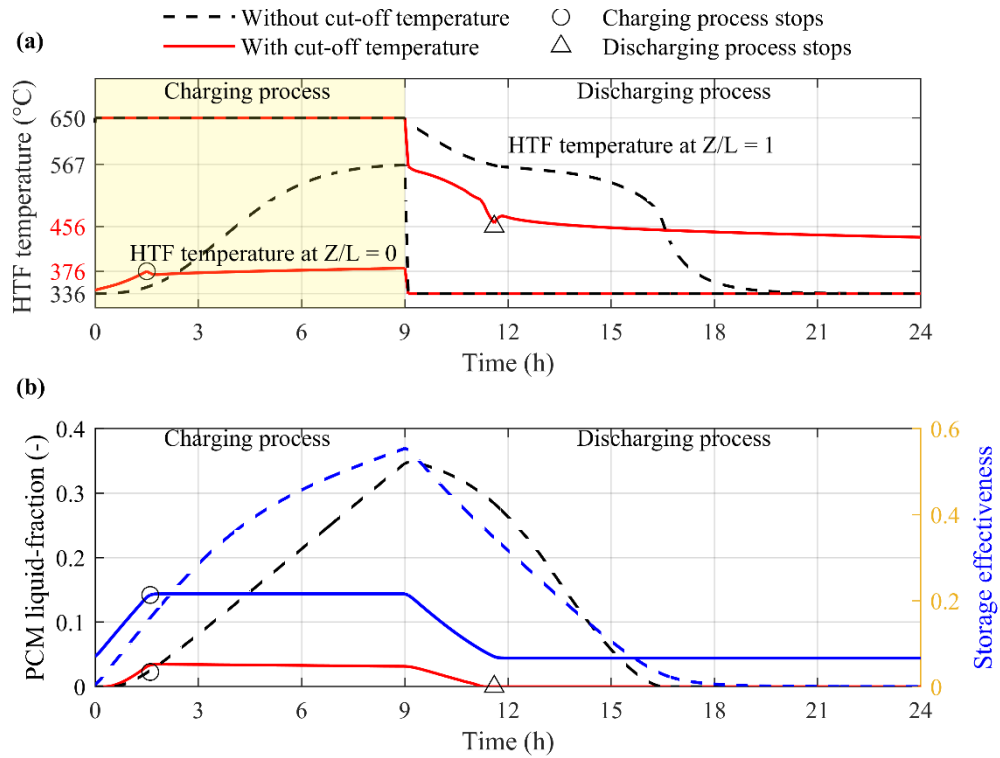 Without cut-off temperature
Charging process stops
With cut-off temperature
Discharging process stops
(a)
Charging process
Discharging process
HTF temperature (°C)
650
567
456
376
336
HTF temperature at Z/L = 1
HTF temperature at Z/L = 0
0 3 6 9 12 15 18 21 24
Time (h)
(b)
Charging process
Discharging process
PCM liquid-fraction (-)
0.4
0.3
0.2
0.1
0
0.6
0.4
0.2
0
Storage effectiveness
0 3 6 9 12 15 18 21 24
Time (h)